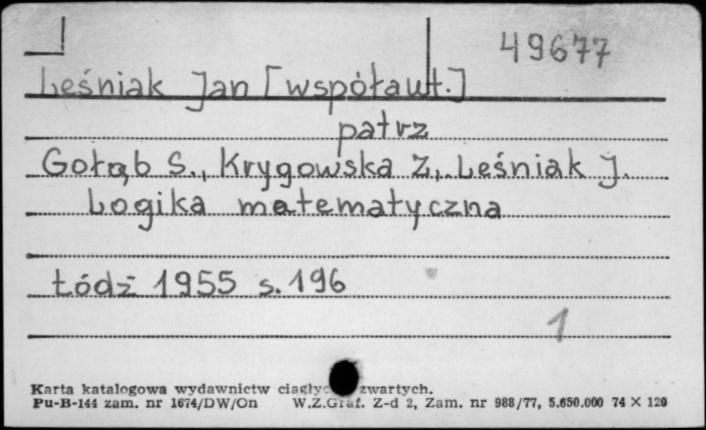 49677
Leśniak Jan [współaut.]
patrz
Gołąb S., Krygowska Z., Leśniak J.
Logika matematyczna
Łódź 1955 s. 196
1
Karta katalogowa wydawnictw zwartych.
Pu-B-144 zam. nr 1674/DW/On W.Z.Graf. Z-d 2, Zam. nr 988/77, 5.650.000 74 X 120